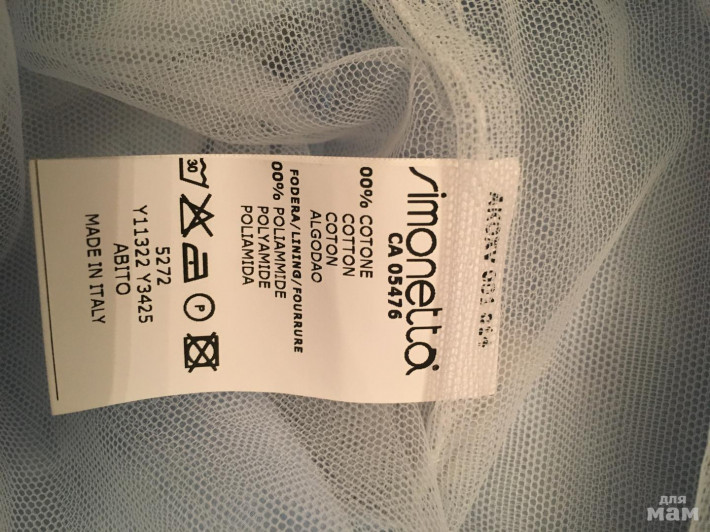 simonetta
CA 05476
00% COTONE
COTTON
COTON
ALGODAO
FODERA/LINING/FOURRURE
00% POLIAMMIDE
POLYAMIDE
POLIAMIDA
30
P
5272
Y11322 Y3425
ABITO
MADE IN ITALY
для
мам